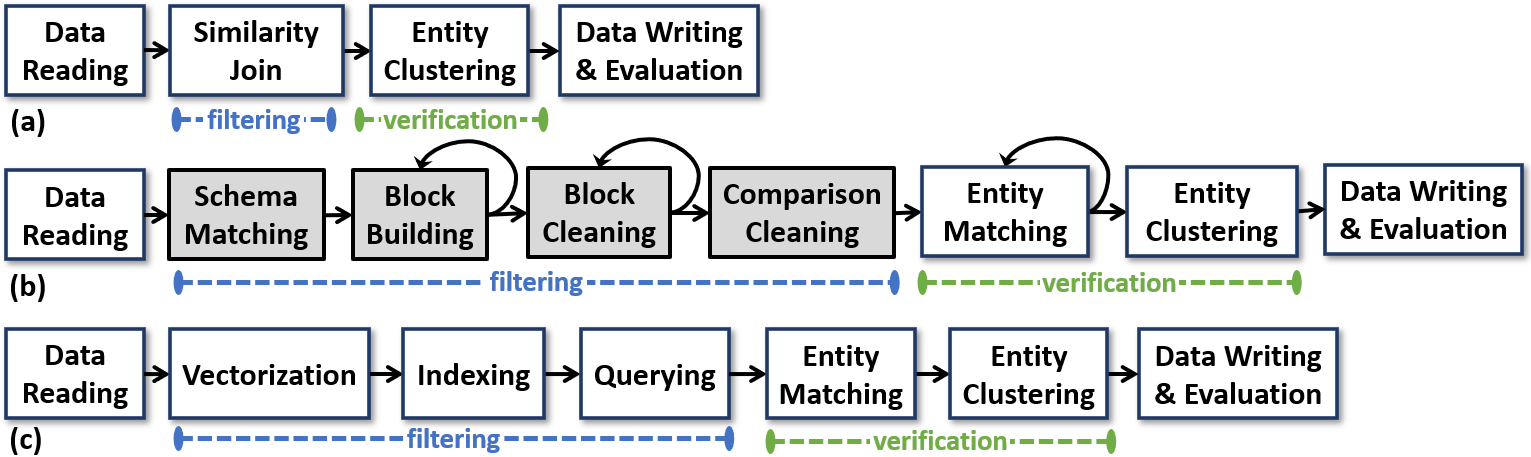 Data Reading
Similarity Join
Entity Clustering
Data Writing & Evaluation
filtering
verification
(a)
Data Reading
Schema Matching
Block Building
Block Cleaning
Comparison Cleaning
Entity Matching
Entity Clustering
Data Writing & Evaluation
filtering
verification
(b)
Data Reading
Vectorization
Indexing
Querying
Entity Matching
Entity Clustering
Data Writing & Evaluation
filtering
verification
(c)